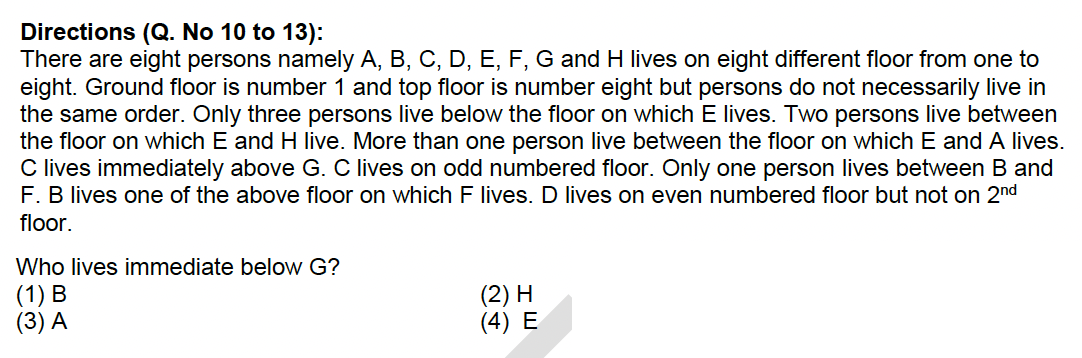 Directions (Q. No 10 to 13):
There are eight persons namely A, B, C, D, E, F, G and H lives on eight different floor from one to
eight. Ground floor is number 1 and top floor is number eight but persons do not necessarily live in
the same order. Only three persons live below the floor on which E lives. Two persons live between
the floor on which E and H live. More than one person live between the floor on which E and A lives.
C lives immediately above G. C lives on odd numbered floor. Only one person lives between B and
F. B lives one of the above floor on which F lives. D lives on even numbered floor but not on 2nd
floor.
Who lives immediate below G?
(1) B (2) H
(3) A (4) E